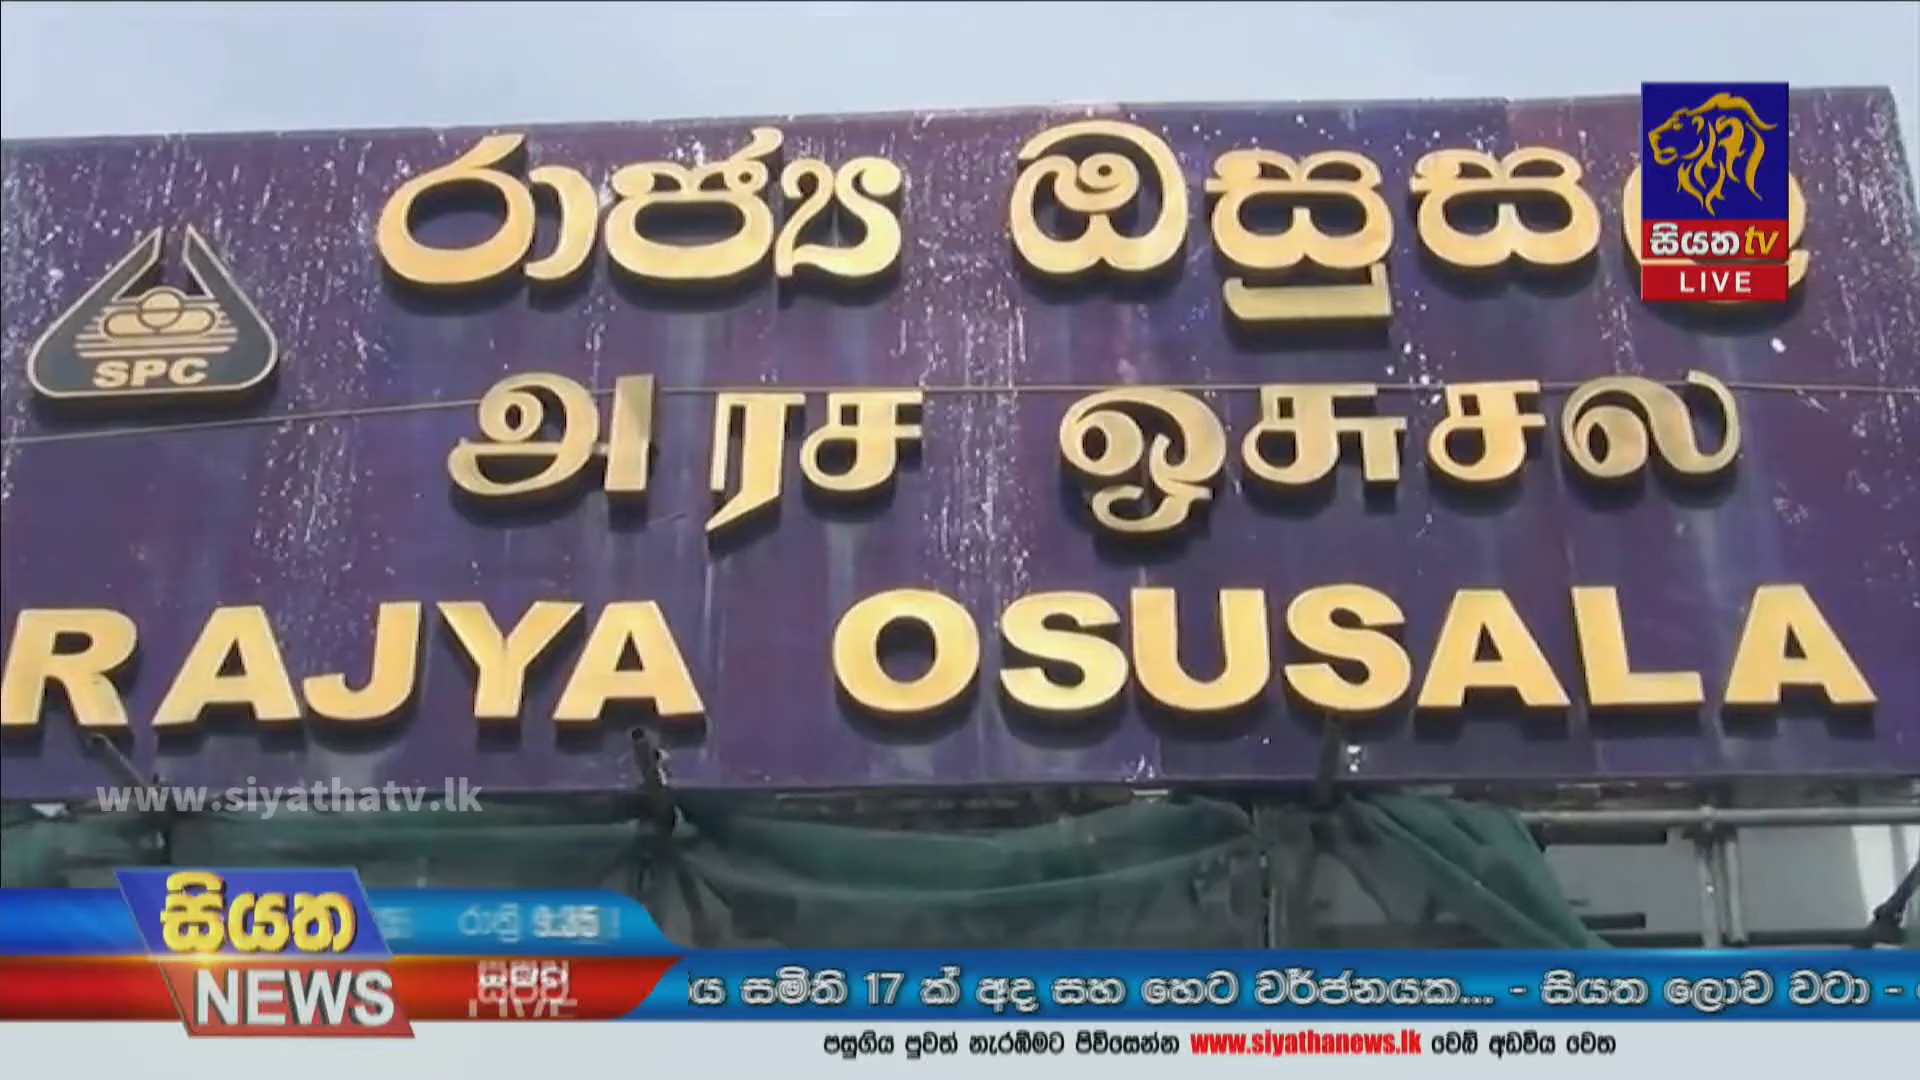 රාජ්‍ය ඔසුසල
සියත tv
LIVE
SPC
அரச ஒசுசல
RAJYA OSUSALA
www.siyathatv.lk
සියත
NEWS
සමිති 17 ක් අද සහ හෙට වර්ජනයක... - සියත ලොව වටා -
පසුගිය පුවත් නැරඹීමට පිවිසෙන්න www.siyathanews.lk වෙබ් අඩවිය වෙත